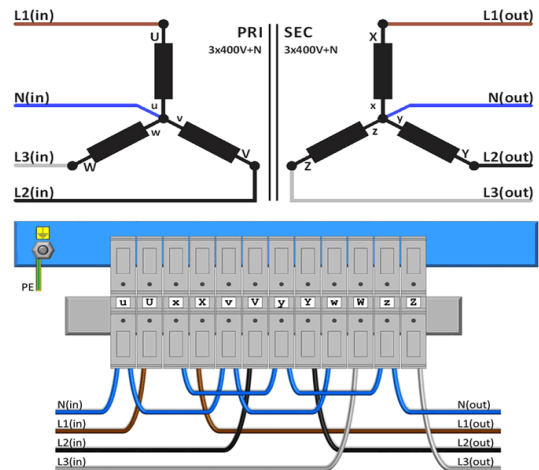 L1(in)
U
PRI
3x400V+N
SEC
3x400V+N
X
L1(out)
N(in)
u
w
v
x
z
y
N(out)
L3(in)
W
V
Z
Y
L2(out)
L2(in)
L3(out)
PE
u U x X v V y Y w W z Z
N(in)
N(out)
L1(in)
L1(out)
L2(in)
L2(out)
L3(in)
L3(out)